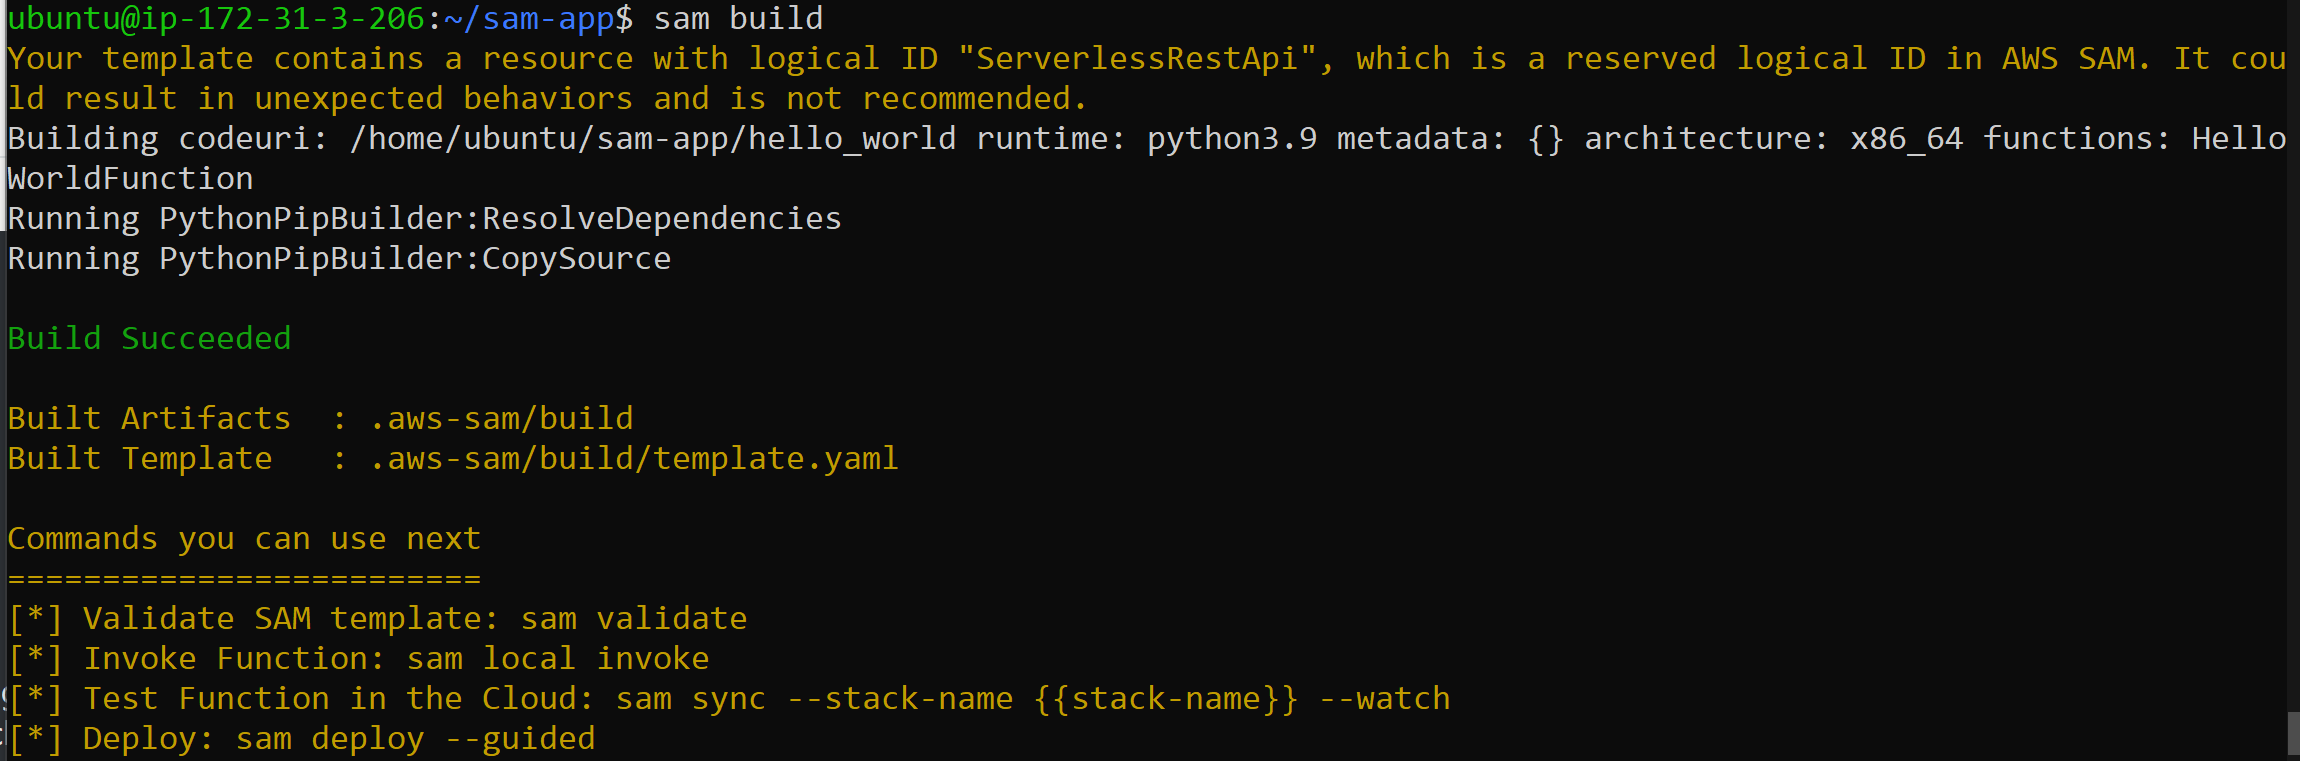 ubuntu@ip-172-31-3-206:~/sam-app$ sam build
Your template contains a resource with logical ID "ServerlessRestApi", which is a reserved logical ID in AWS SAM. It cou
ld result in unexpected behaviors and is not recommended.
Building codeuri: /home/ubuntu/sam-app/hello_world runtime: python3.9 metadata: {} architecture: x86_64 functions: Hello
WorldFunction
Running PythonPipBuilder:ResolveDependencies
Running PythonPipBuilder:CopySource
Build Succeeded
Built Artifacts  : .aws-sam/build
Built Template   : .aws-sam/build/template.yaml
Commands you can use next
=========================
[*] Validate SAM template: sam validate
[*] Invoke Function: sam local invoke
[*] Test Function in the Cloud: sam sync --stack-name {{stack-name}} --watch
[*] Deploy: sam deploy --guided